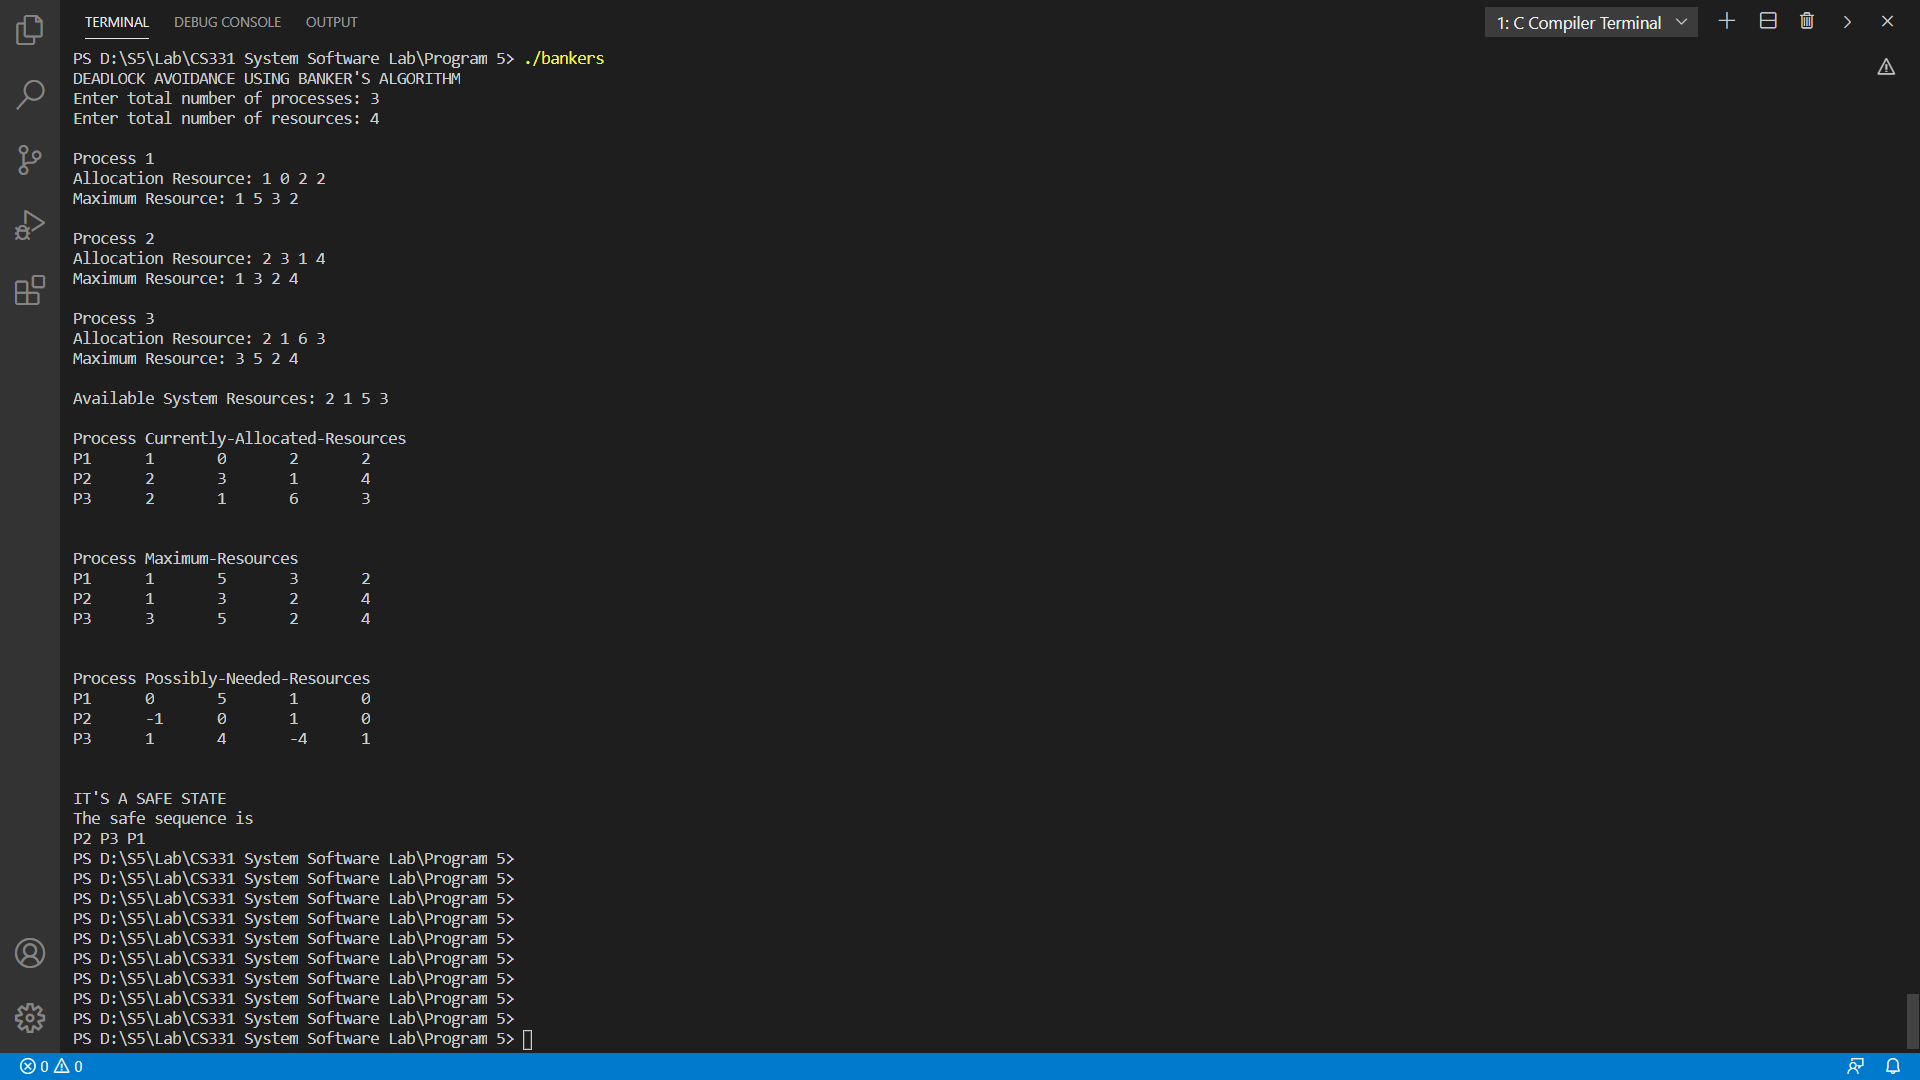 TERMINAL DEBUG CONSOLE OUTPUT 1: C Compiler Terminal
PS D:\S5\Lab\CS331 System Software Lab\Program 5> ./bankers
DEADLOCK AVOIDANCE USING BANKER'S ALGORITHM
Enter total number of processes: 3
Enter total number of resources: 4
Process 1
Allocation Resource: 1 0 2 2
Maximum Resource: 1 5 3 2
Process 2
Allocation Resource: 2 3 1 4
Maximum Resource: 1 3 2 4
Process 3
Allocation Resource: 2 1 6 3
Maximum Resource: 3 5 2 4
Available System Resources: 2 1 5 3
Process Currently-Allocated-Resources
P1 1 0 2 2
P2 2 3 1 4
P3 2 1 6 3
Process Maximum-Resources
P1 1 5 3 2
P2 1 3 2 4
P3 3 5 2 4
Process Possibly-Needed-Resources
P1 0 5 1 0
P2 -1 0 1 0
P3 1 4 -4 1
IT'S A SAFE STATE
The safe sequence is
P2 P3 P1
PS D:\S5\Lab\CS331 System Software Lab\Program 5>
PS D:\S5\Lab\CS331 System Software Lab\Program 5>
PS D:\S5\Lab\CS331 System Software Lab\Program 5>
PS D:\S5\Lab\CS331 System Software Lab\Program 5>
PS D:\S5\Lab\CS331 System Software Lab\Program 5>
PS D:\S5\Lab\CS331 System Software Lab\Program 5>
PS D:\S5\Lab\CS331 System Software Lab\Program 5>
PS D:\S5\Lab\CS331 System Software Lab\Program 5>
PS D:\S5\Lab\CS331 System Software Lab\Program 5>
PS D:\S5\Lab\CS331 System Software Lab\Program 5>
0 0